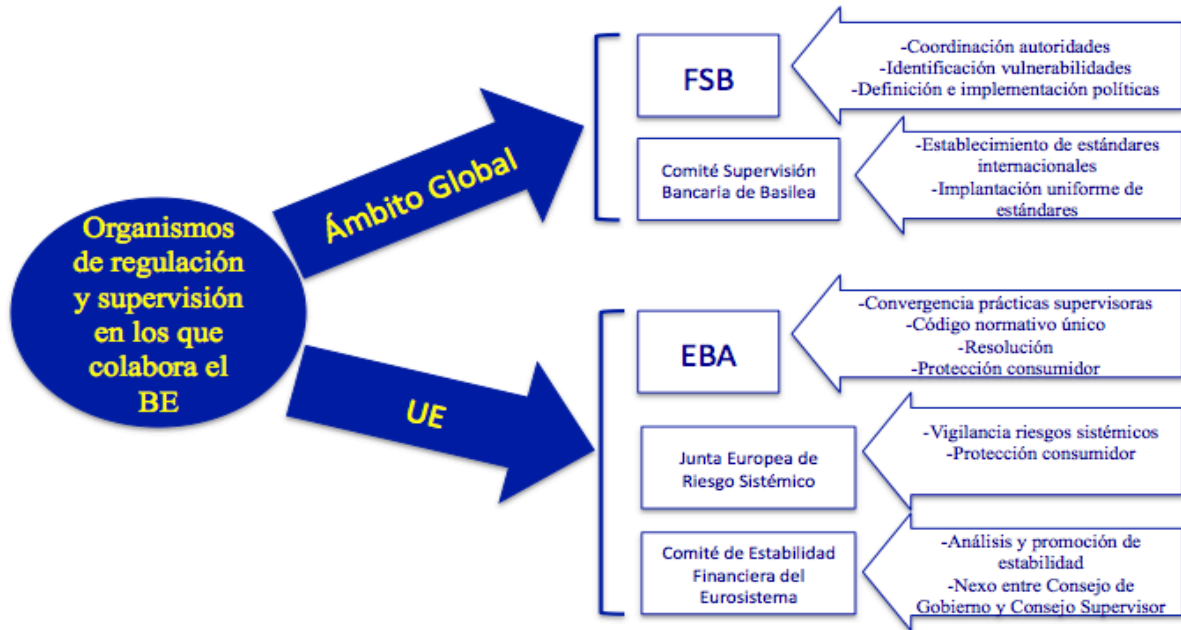 Organismos
de regulación
y supervisión
en los que
colabora el
BE
Ámbito Global
FSB
-Coordinación autoridades
-Identificación vulnerabilidades
-Definición e implementación políticas
Comité Supervisión
Bancaria de Basilea
-Establecimiento de estándares
internacionales
-Implantación uniforme de
estándares
UE
EBA
-Convergencia prácticas supervisoras
-Código normativo único
-Resolución
-Protección consumidor
Junta Europea de
Riesgo Sistémico
-Vigilancia riesgos sistémicos
-Protección consumidor
Comité de Estabilidad
Financiera del
Eurosistema
-Análisis y promoción de
estabilidad
-Nexo entre Consejo de
Gobierno y Consejo Supervisor